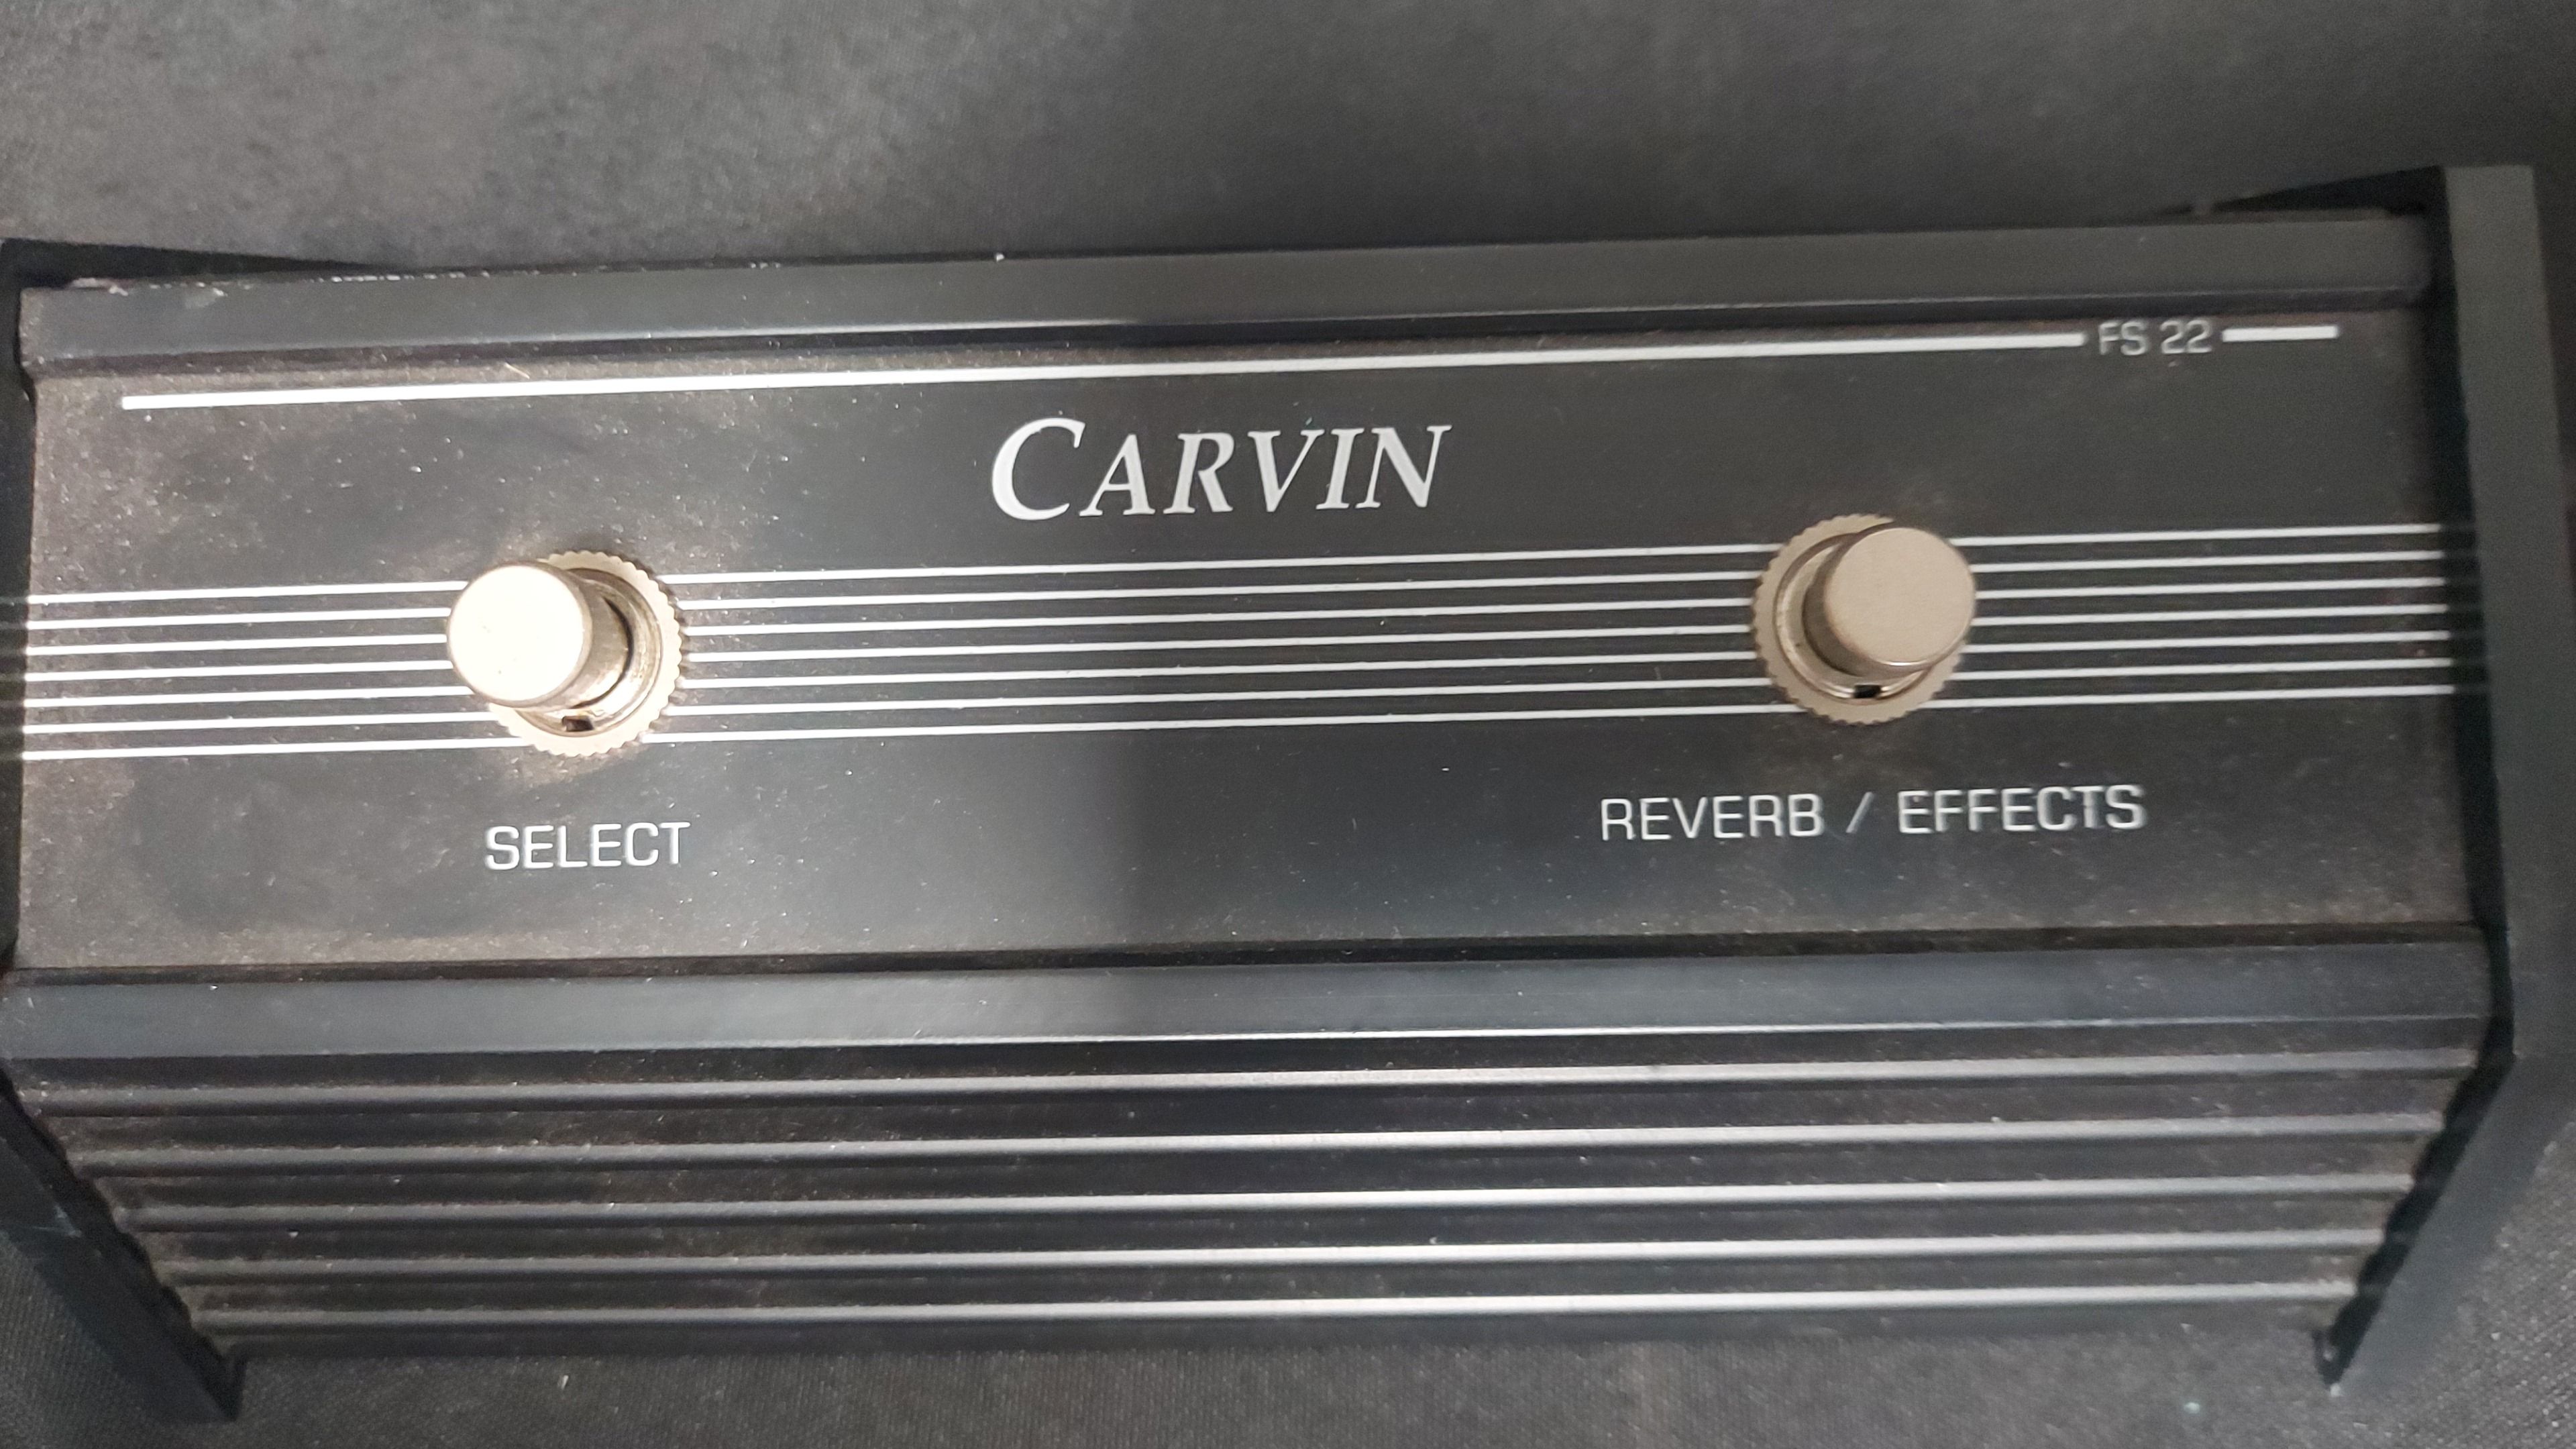 FS 22
CARVIN
SELECT
REVERB / EFFECTS